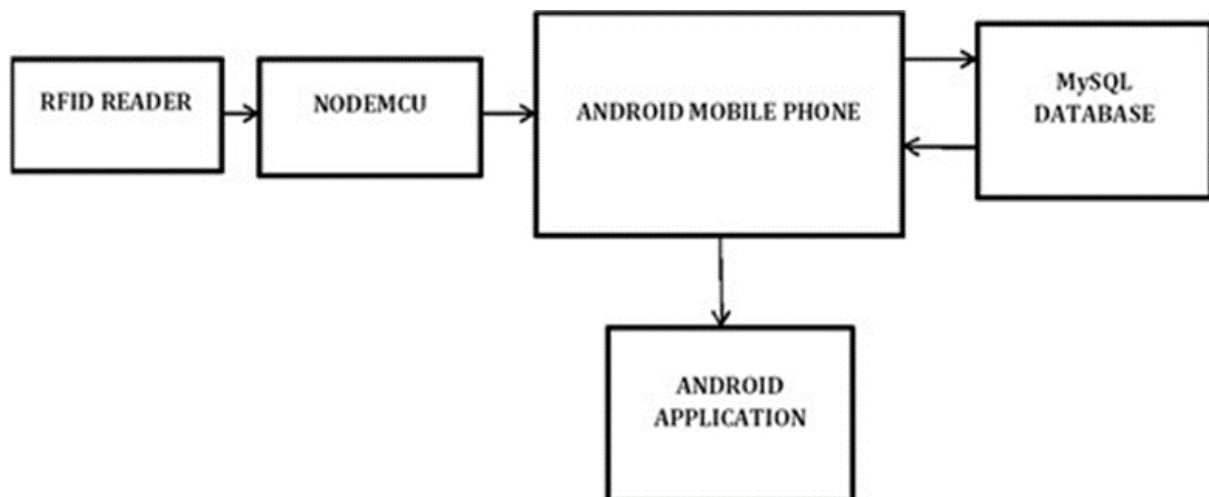 RFID READER
NODEMCU
ANDROID MOBILE PHONE
MySQL
DATABASE
ANDROID
APPLICATION